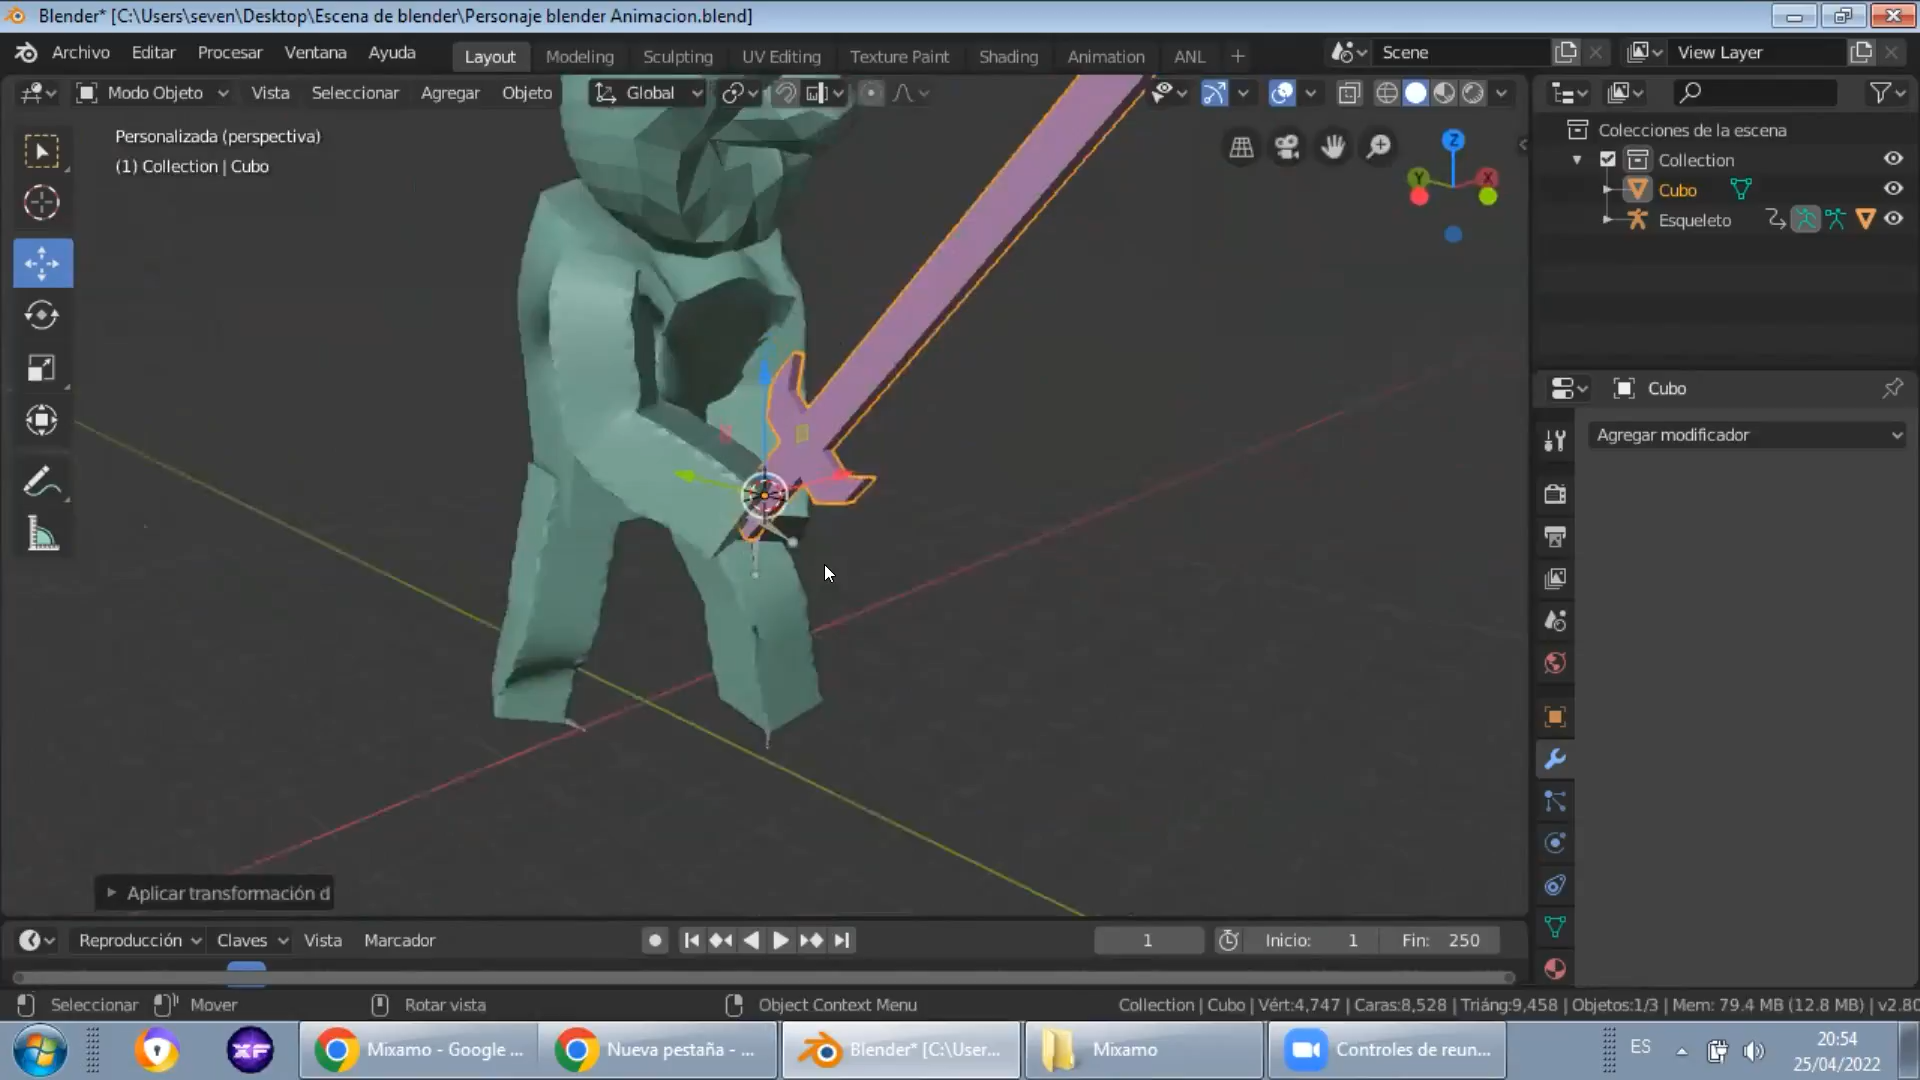 Blender* [C:\Users\seven\Desktop\Escena de blender\Personaje blender Animacion.blend]
Archivo Editar Procesar Ventana Ayuda Layout Modeling Sculpting UV Editing Texture Paint Shading Animation ANL + Scene View Layer
Modo Objeto Vista Seleccionar Agregar Objeto Global
Personalizada (perspectiva)
(1) Collection | Cubo
Z
Y
X
Colecciones de la escena
Collection
Cubo
Esqueleto
Cubo
Agregar modificador
Aplicar transformación d
Reproducción Claves Vista Marcador 1 Inicio: 1 Fin: 250
Seleccionar Mover Rotar vista Object Context Menu Collection | Cubo | Vért:4,747 | Caras:8,528 | Triáng:9,458 | Objetos:1/3 | Mem: 79.4 MB (12.8 MB) | v2.80
XF Mixamo - Google ... Nueva pestaña - ... Blender* [C:\User... Mixamo Controles de reun... ES 20:54
25/04/2022